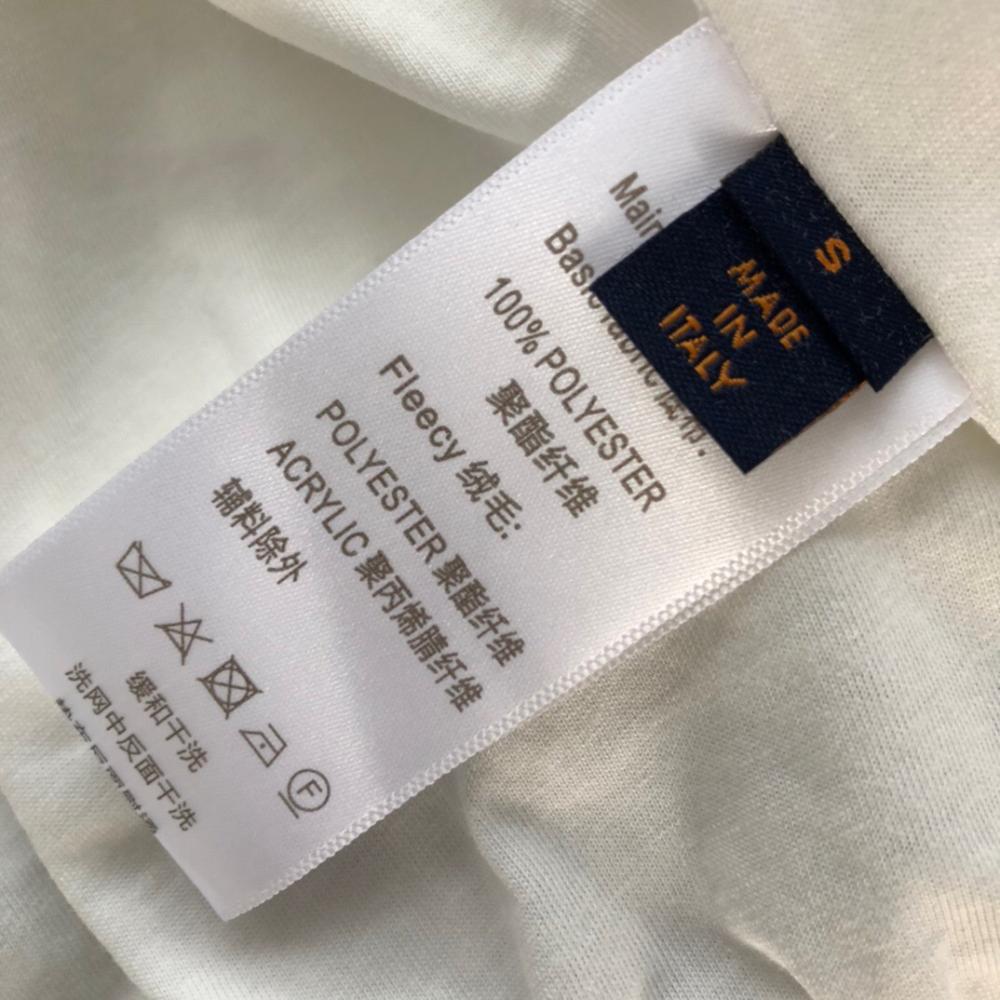 S
MADE
IN
ITALY
100% POLYESTER
聚酯纤维
Fleecy 绒毛:
POLYESTER 聚酯纤维
ACRYLIC 聚丙烯腈纤维
辅料除外
F
缓和干洗
洗网中反面干洗